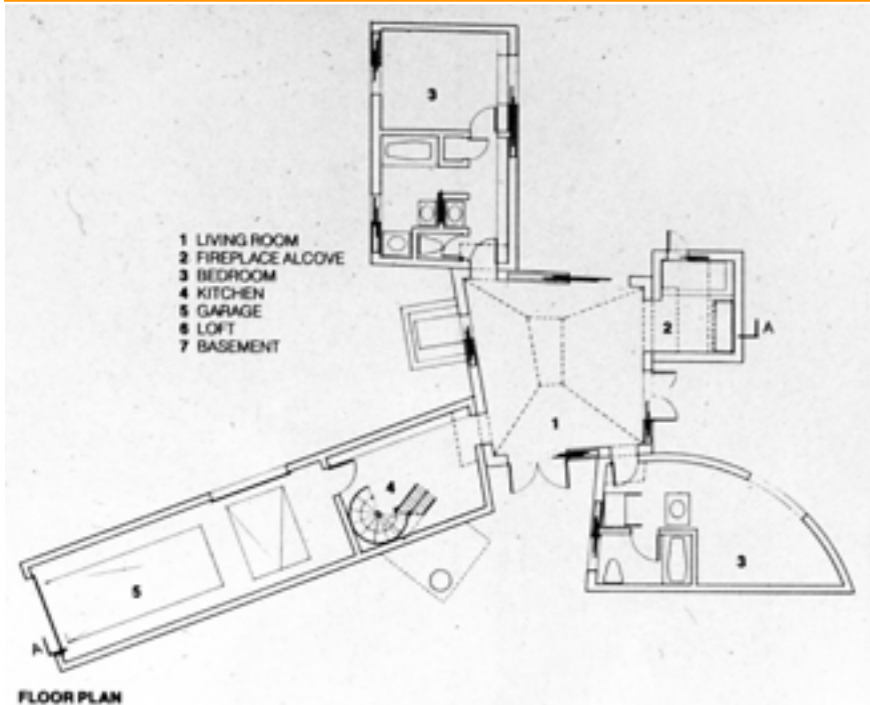 3
1 LIVING ROOM
2 FIREPLACE ALCOVE
3 BEDROOM
4 KITCHEN
5 GARAGE
6 LOFT
7 BASEMENT
2
A
1
4
3
5
A
FLOOR PLAN